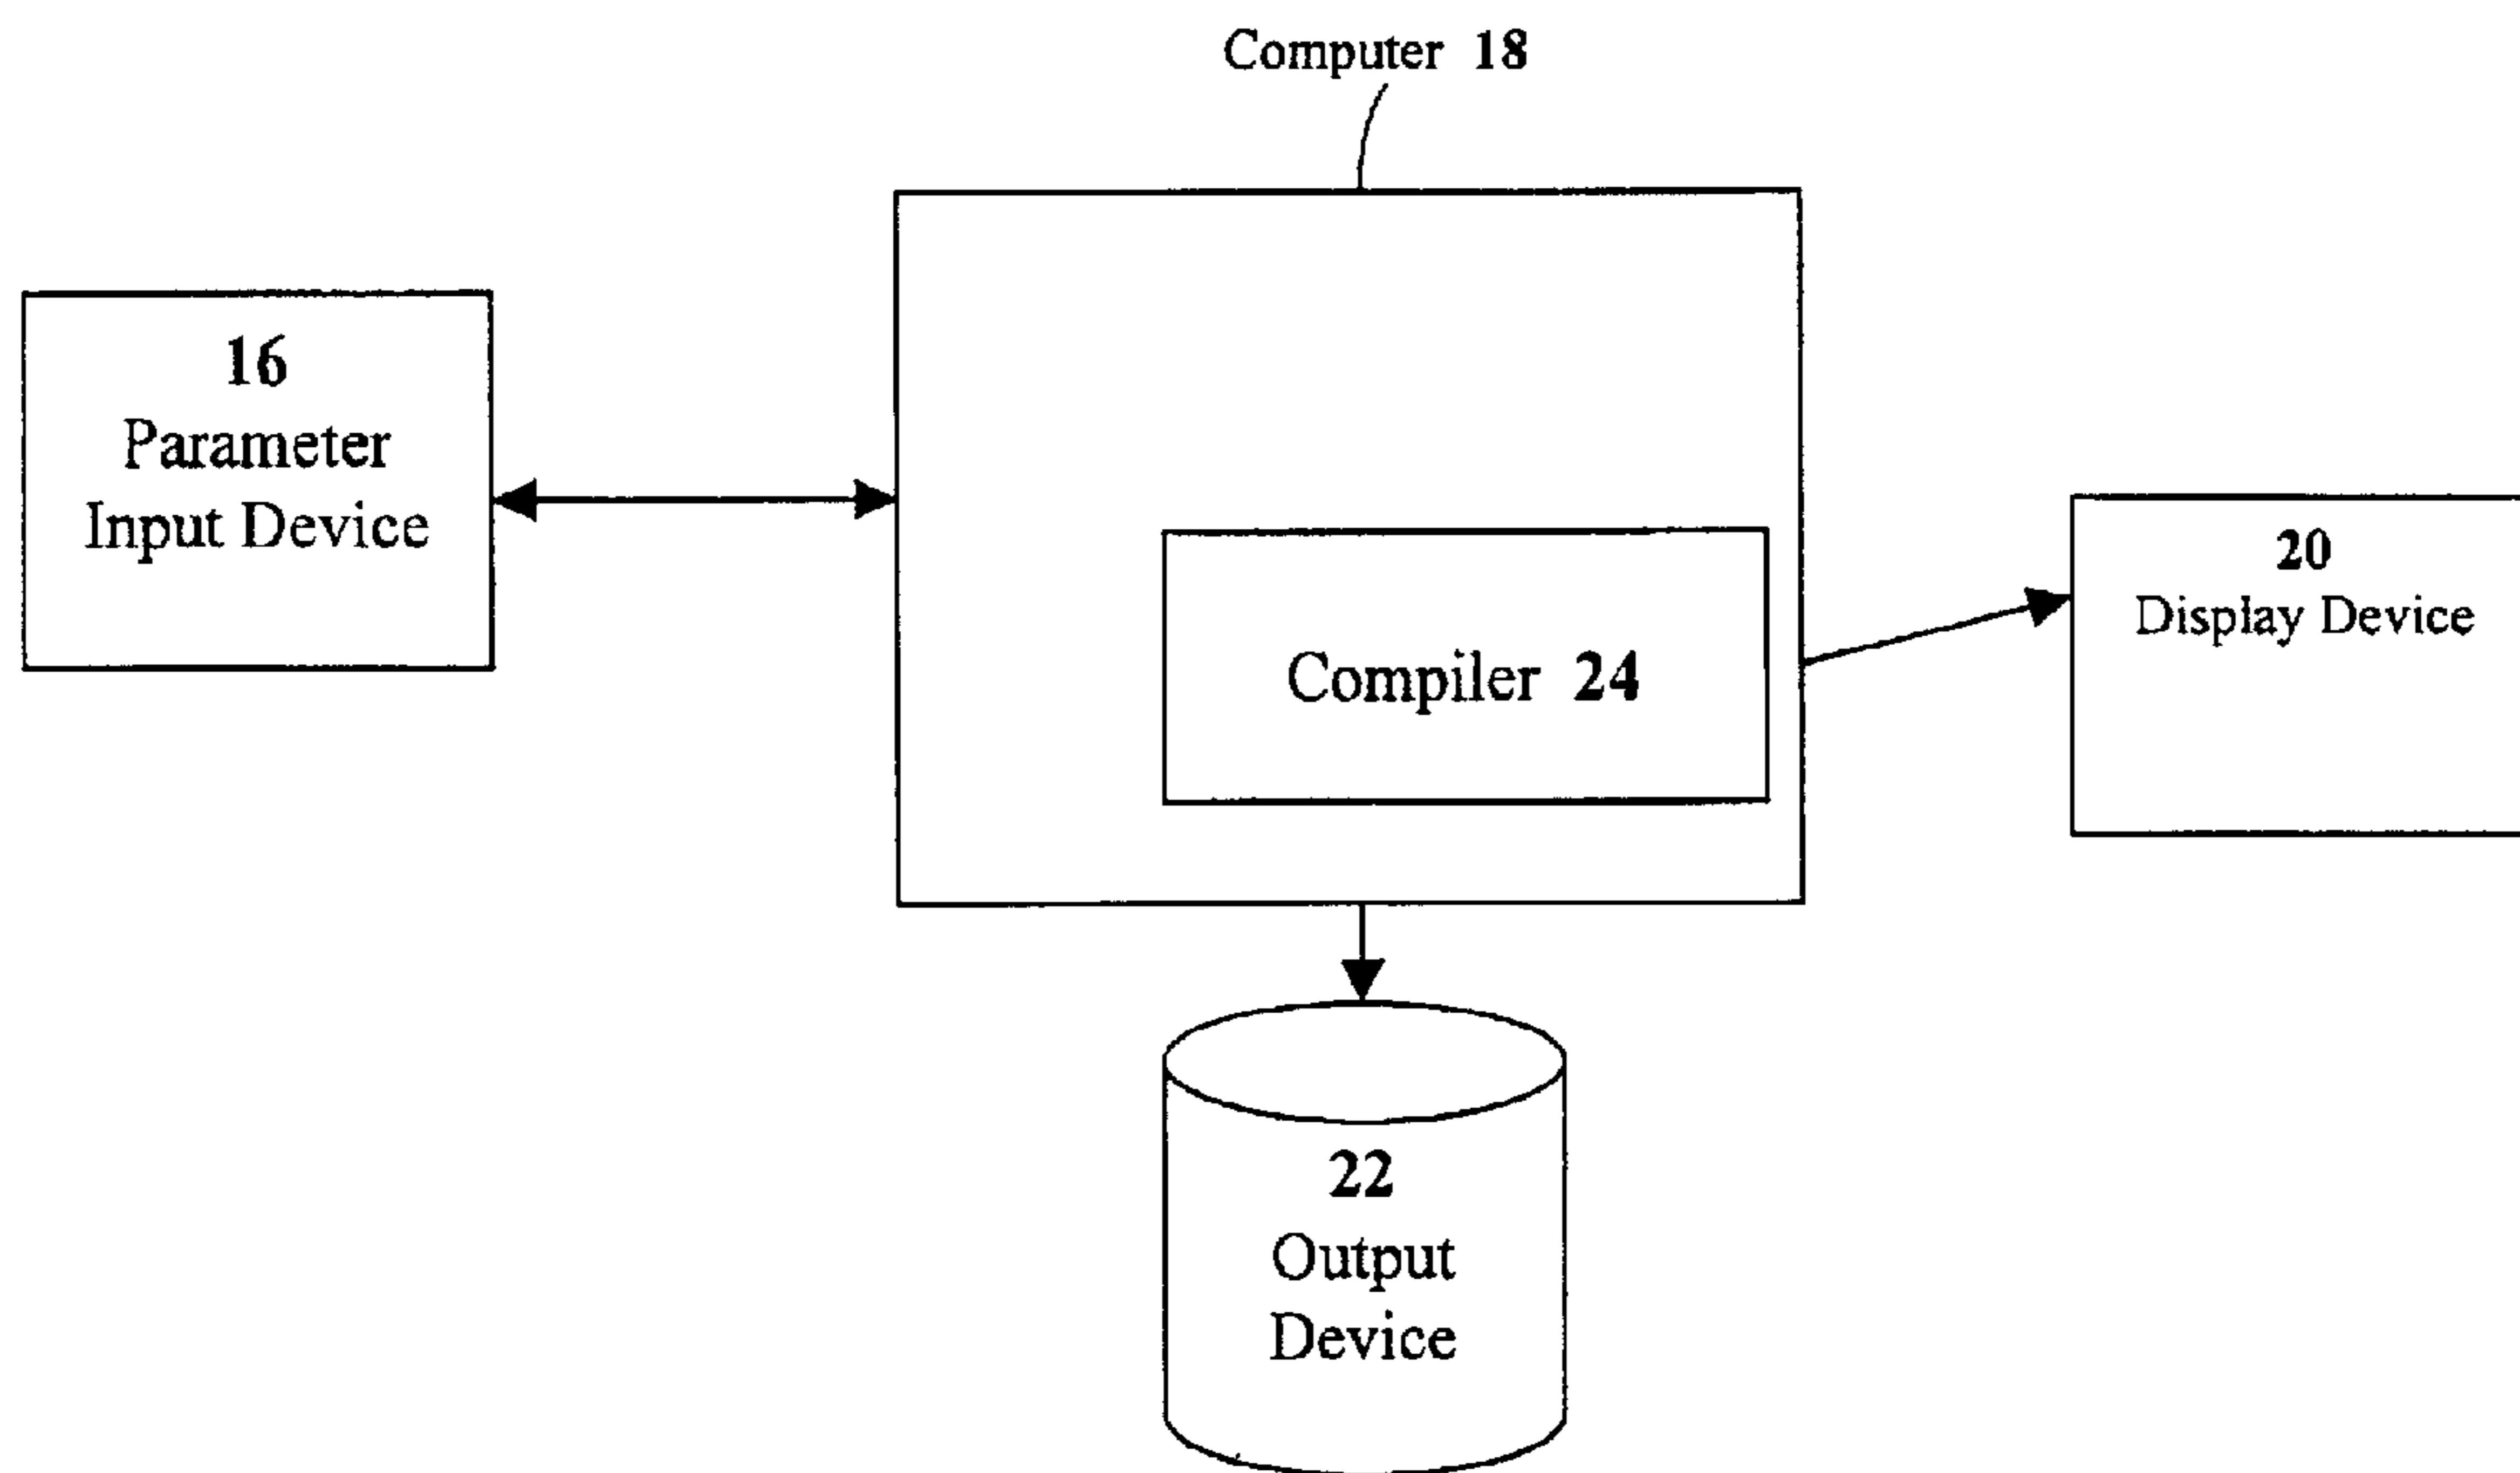 Computer 18
16
Parameter
Input Device
Compiler 24
20
Display Device
22
Output
Device